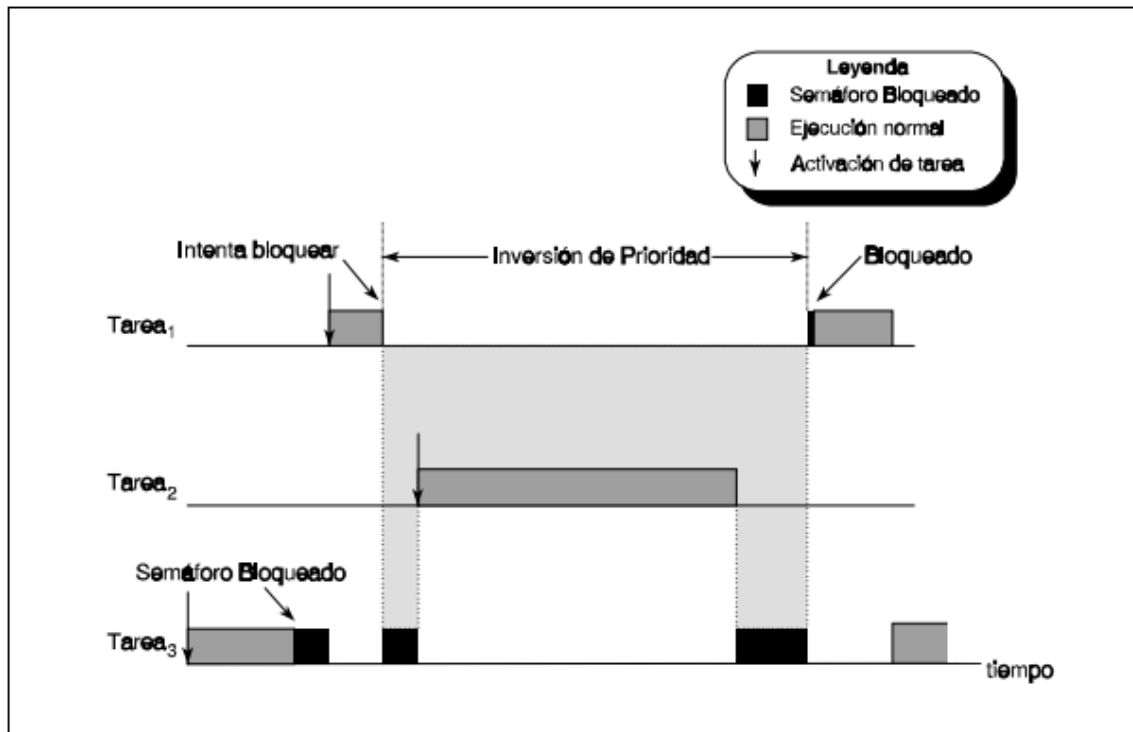 Leyenda
Semáforo Bloqueado
Ejecución normal
Activación de tarea
Intenta bloquear
Inversión de Prioridad
Bloqueado
Tarea1
Tarea2
Semáforo Bloqueado
Tarea3
tiempo